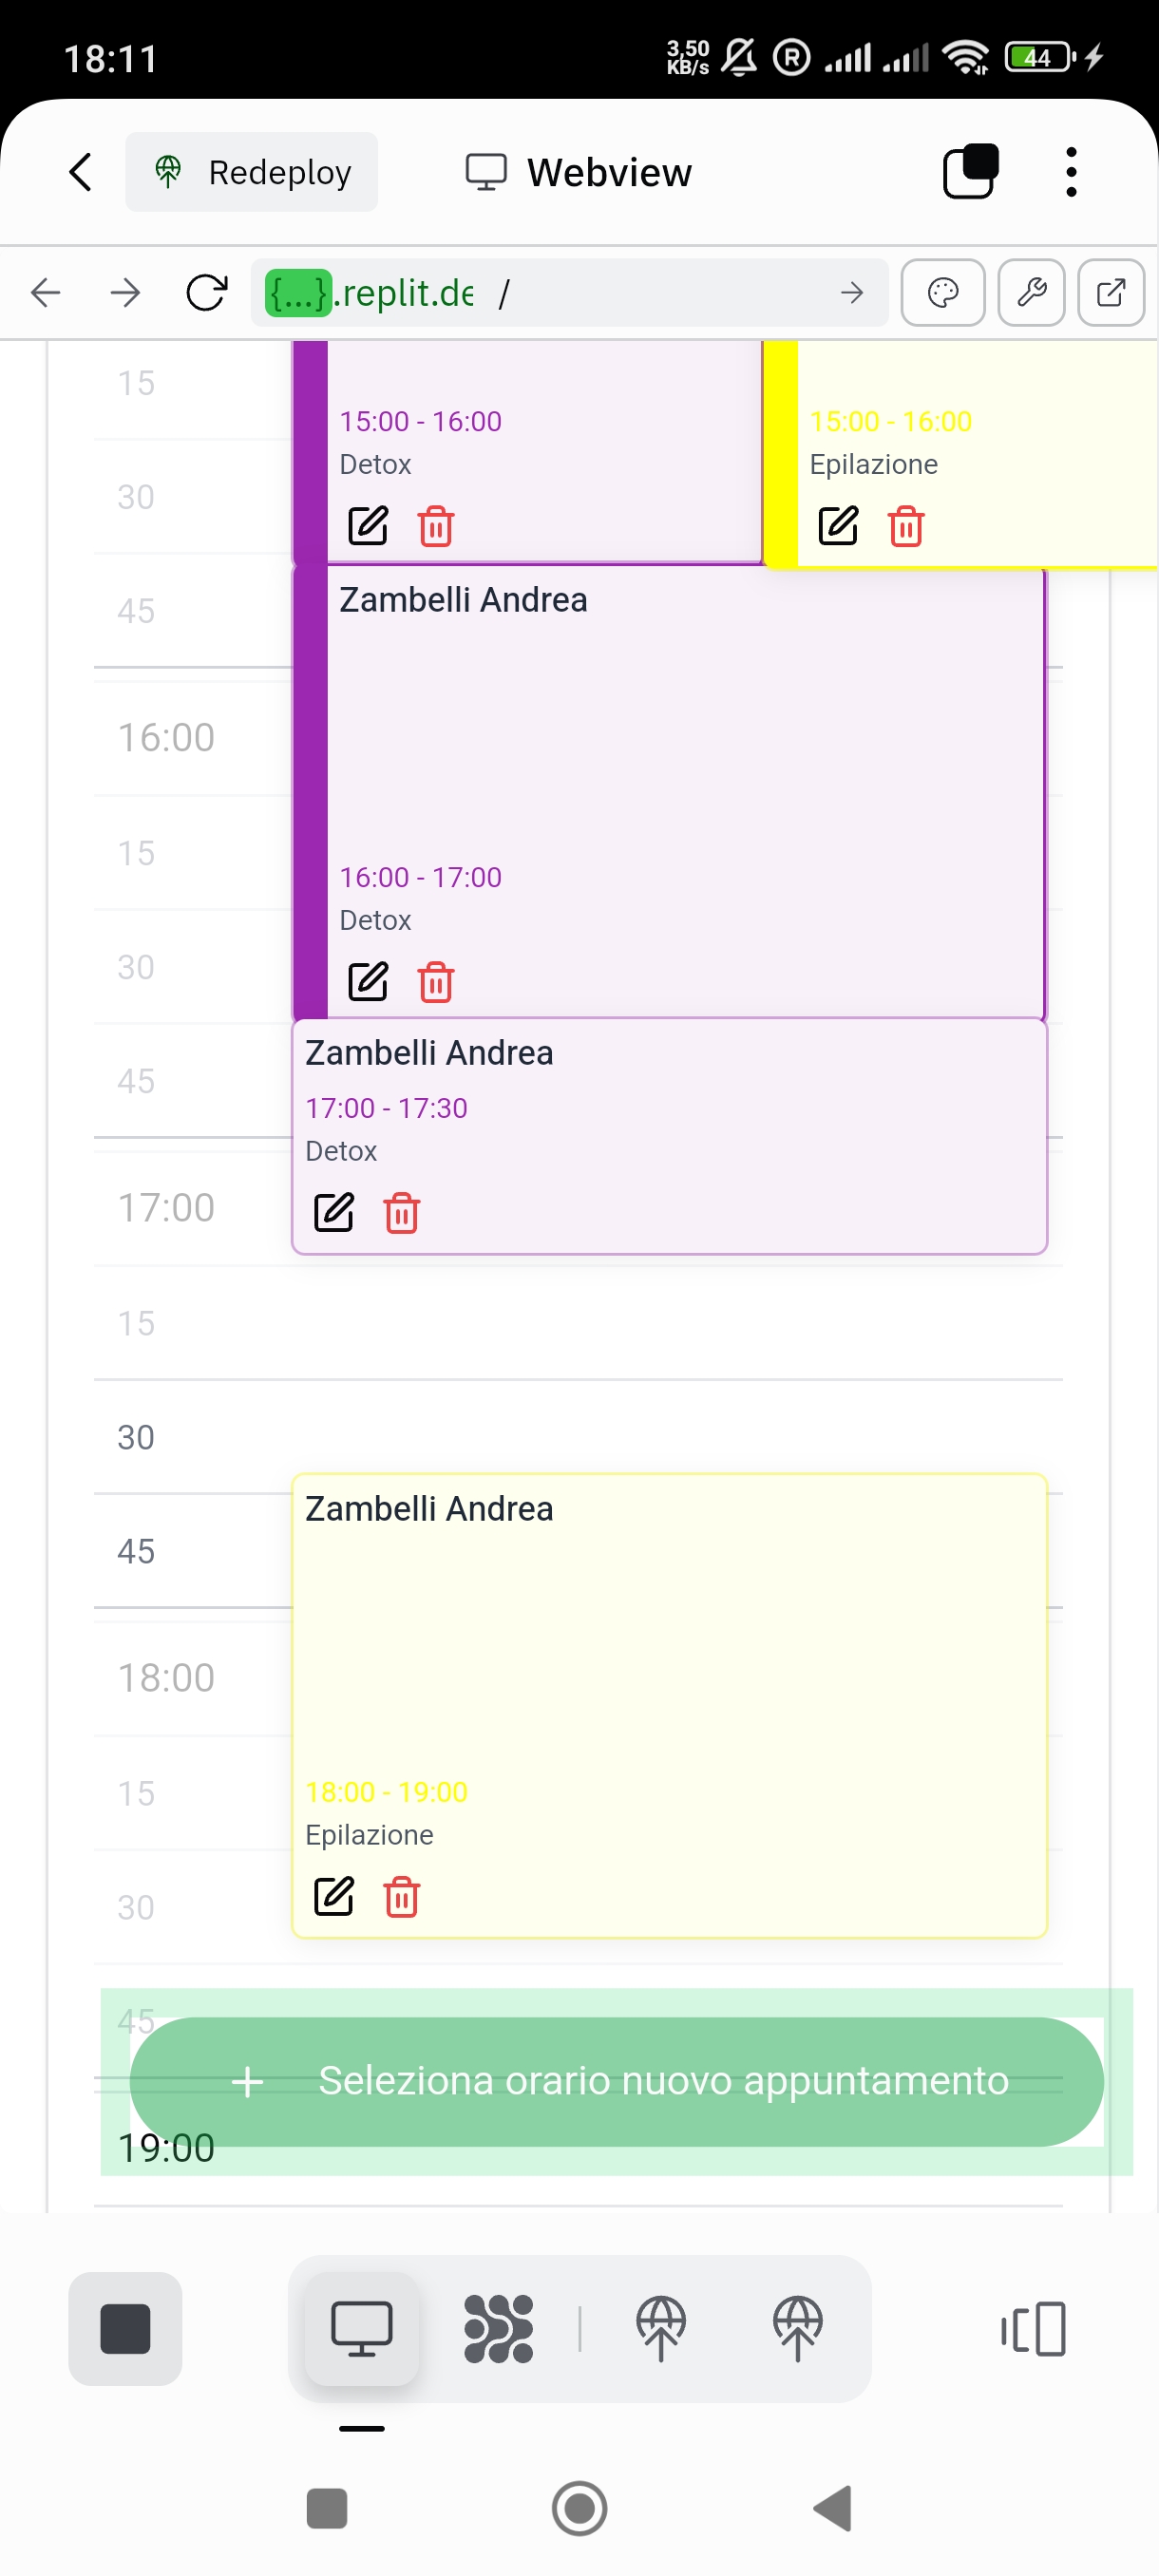 18:11
3,50
KB/s
R
44
Redeploy
Webview
{...}.replit.de /
15
15:00 - 16:00
15:00 - 16:00
Detox
Epilazione
30
45
Zambelli Andrea
16:00
15
16:00 - 17:00
Detox
30
Zambelli Andrea
45
17:00 - 17:30
Detox
17:00
15
30
Zambelli Andrea
45
18:00
15
18:00 - 19:00
Epilazione
30
45
+ Seleziona orario nuovo appuntamento
19:00